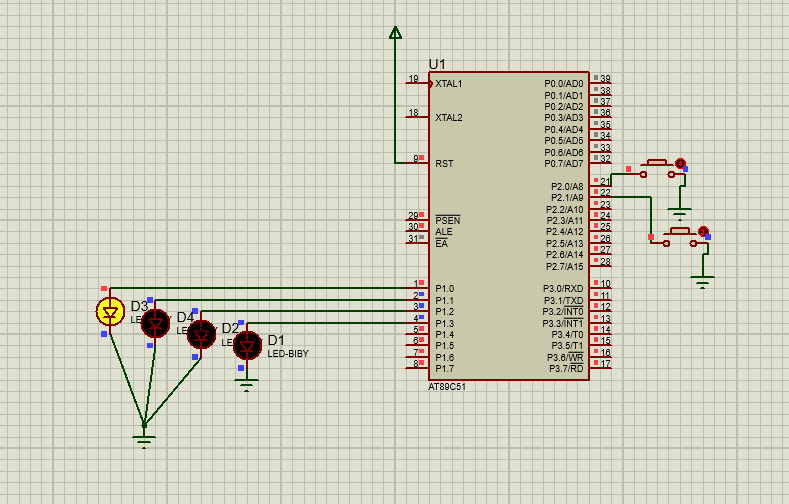 U1
19 XTAL1 P0.0/AD0 39
P0.1/AD1 38
P0.2/AD2 37
18 XTAL2 P0.3/AD3 36
P0.4/AD4 35
P0.5/AD5 34
P0.6/AD6 33
9 RST P0.7/AD7 32
P2.0/A8 21
P2.1/A9 22
P2.2/A10 23
29 PSEN P2.3/A11 24
30 ALE P2.4/A12 25
31 EA P2.5/A13 26
P2.6/A14 27
P2.7/A15 28
1 P1.0 P3.0/RXD 10
2 P1.1 P3.1/TXD 11
3 P1.2 P3.2/INT0 12
4 P1.3 P3.3/INT1 13
5 P1.4 P3.4/T0 14
6 P1.5 P3.5/T1 15
7 P1.6 P3.6/WR 16
8 P1.7 P3.7/RD 17
AT89C51
D3
D4
D2
D1
LED-BIBY